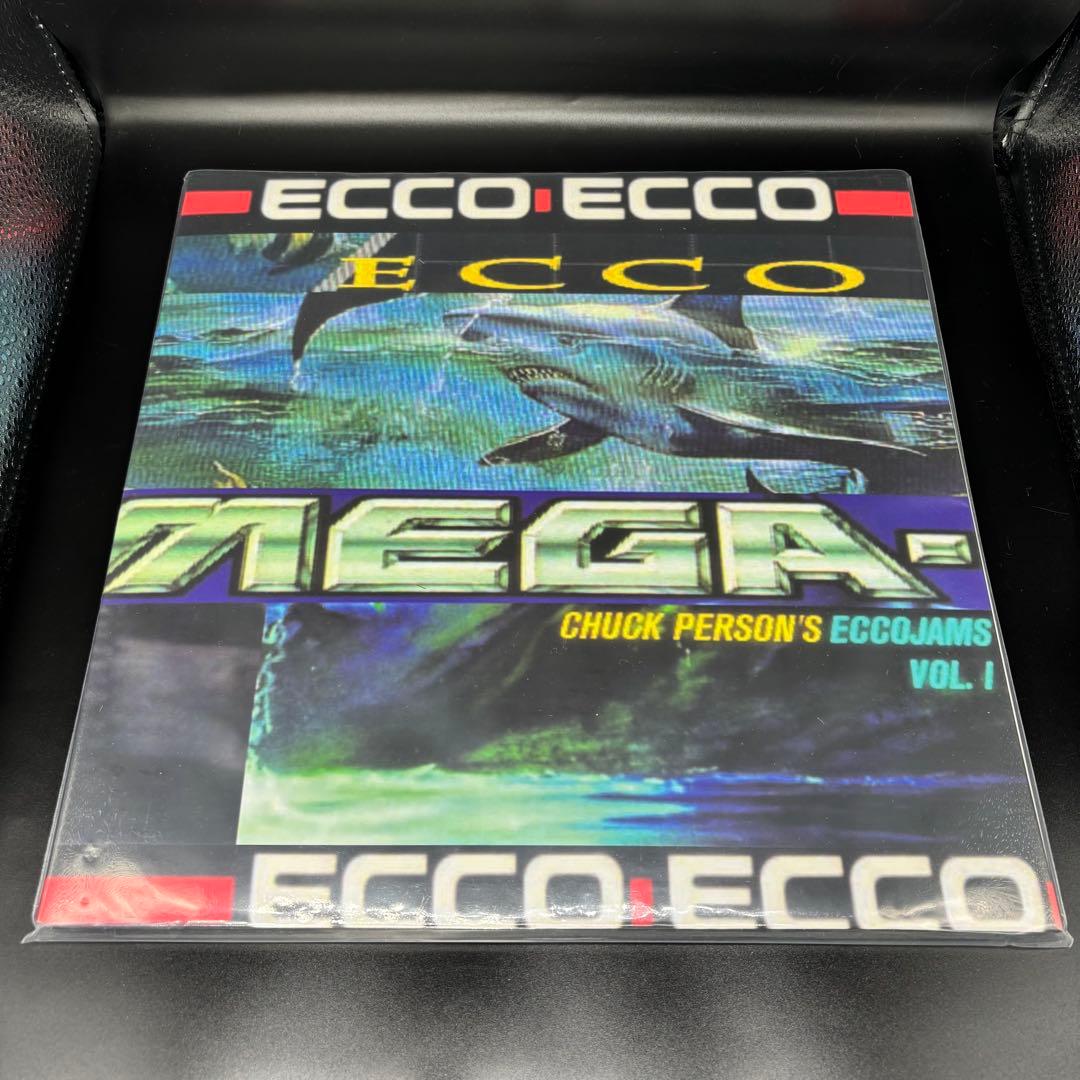 ECCO ECCO
ECCO
MEGA-
CHUCK PERSON'S ECCOJAMS
VOL. I
ECCO ECCO